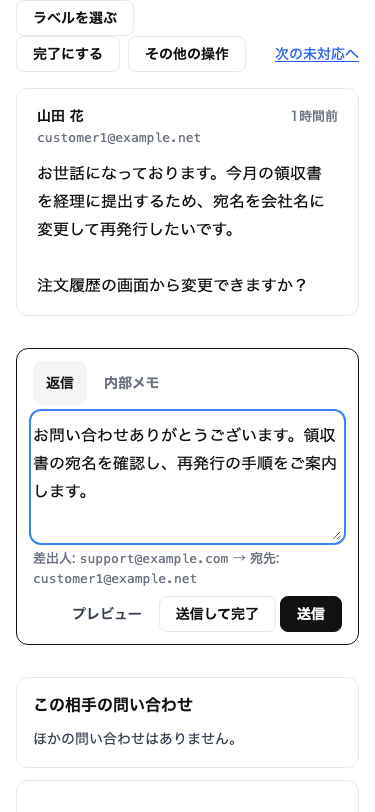 ラベルを選ぶ
完了にする その他の操作 次の未対応へ
山田 花 1時間前
customer1@example.net
お世話になっております。今月の領収書
を経理に提出するため、宛名を会社名に
変更して再発行したいです。
注文履歴の画面から変更できますか？
返信 内部メモ
お問い合わせありがとうございます。領収
書の宛名を確認し、再発行の手順をご案内
します。
差出人: support@example.com → 宛先:
customer1@example.net
プレビュー 送信して完了 送信
この相手の問い合わせ
ほかの問い合わせはありません。